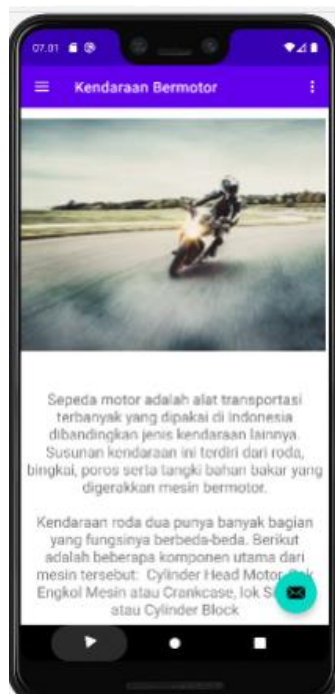 07.01
Kendaraan Bermotor
Sepeda motor adalah alat transportasi
terbanyak yang dipakai di Indonesia
dibandingkan jenis kendaraan lainnya.
Susunan kendaraan ini terdiri dari roda,
bingkai, poros serta tangki bahan bakar yang
digerakkan mesin bermotor.
Kendaraan roda dua punya banyak bagian
yang fungsinya berbeda-beda. Berikut
adalah beberapa komponen utama dari
mesin tersebut: Cylinder Head Motor,
Engkol Mesin atau Crankcase, lok
atau Cylinder Block